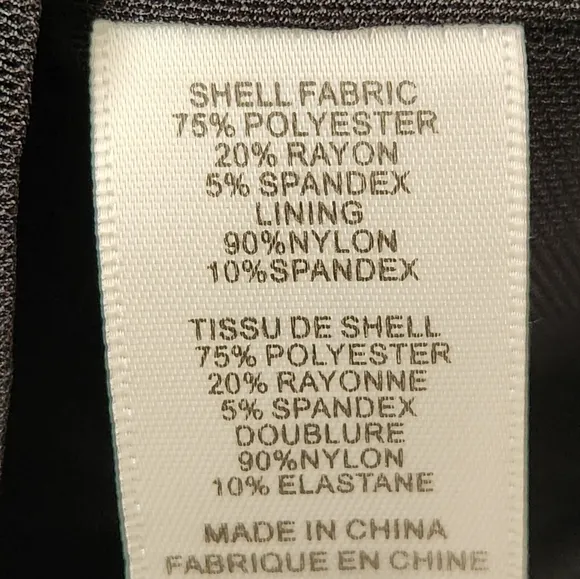 SHELL FABRIC
75% POLYESTER
20% RAYON
5% SPANDEX
LINING
90%NYLON
10%SPANDEX
TISSU DE SHELL
75% POLYESTER
20% RAYONNE
5% SPANDEX
DOUBLURE
90%NYLON
10% ELASTANE
MADE IN CHINA
FABRIQUE EN CHINE